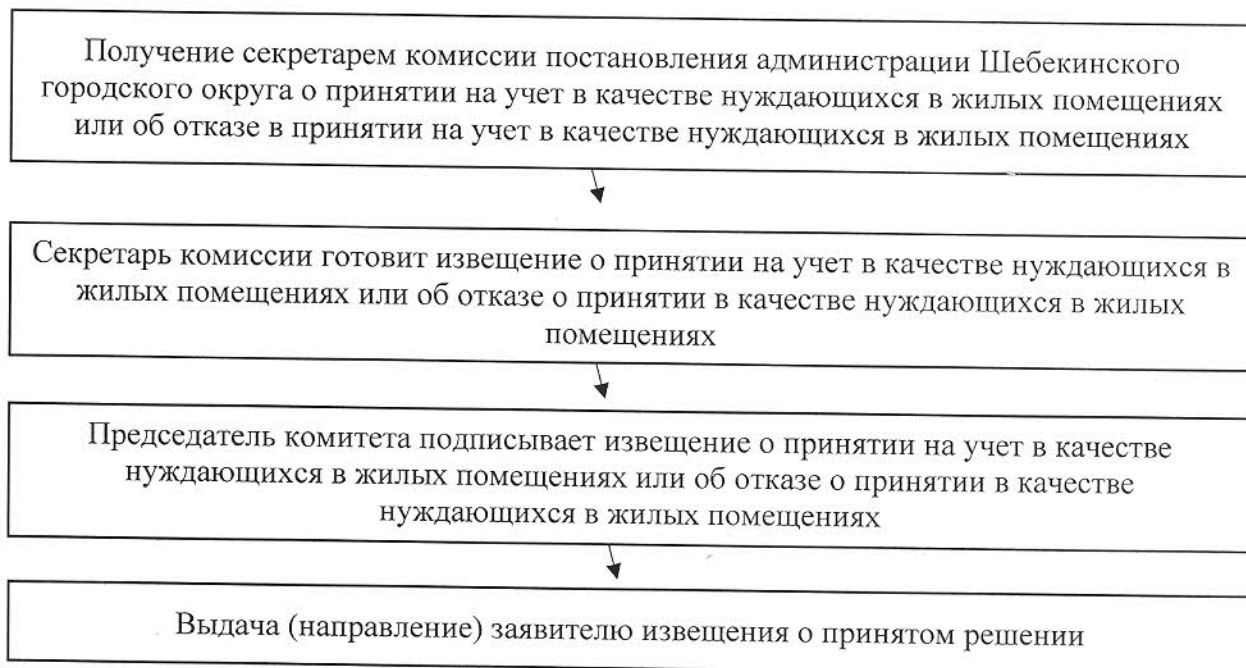 Получение секретарем комиссии постановления администрации Шебекинского
городского округа о принятии на учет в качестве нуждающихся в жилых помещениях
или об отказе в принятии на учет в качестве нуждающихся в жилых помещениях
Секретарь комиссии готовит извещение о принятии на учет в качестве нуждающихся в
жилых помещениях или об отказе о принятии в качестве нуждающихся в жилых
помещениях
Председатель комитета подписывает извещение о принятии на учет в качестве
нуждающихся в жилых помещениях или об отказе о принятии в качестве
нуждающихся в жилых помещениях
Выдача (направление) заявителю извещения о принятом решении